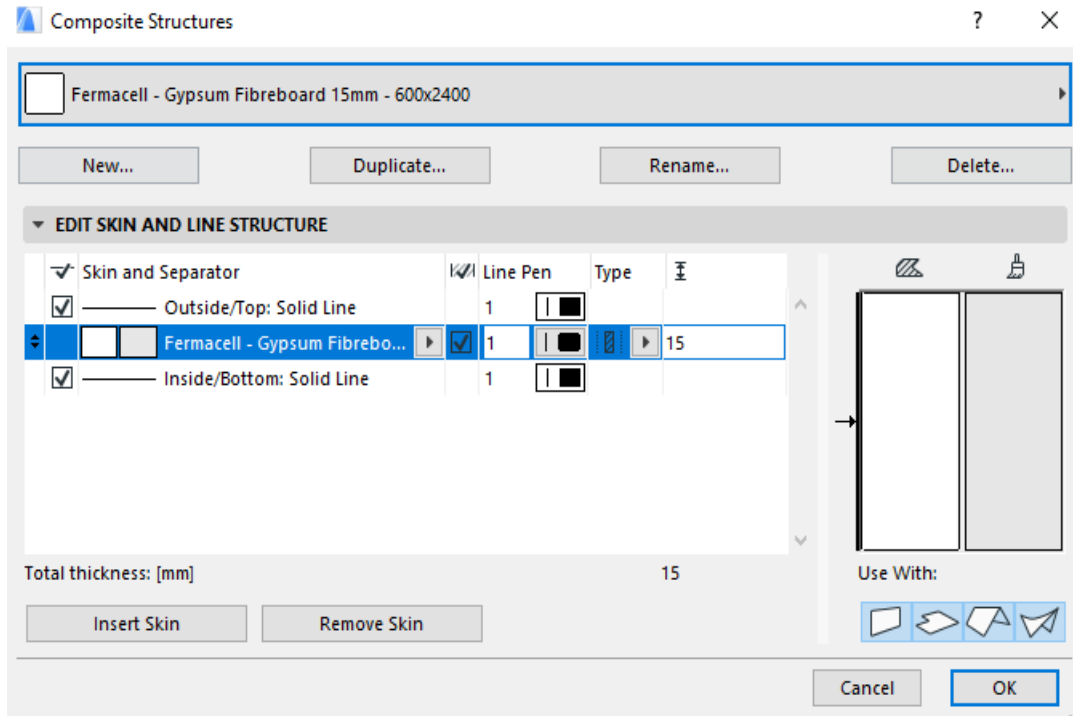 Composite Structures ? ×
Fermacell - Gypsum Fibreboard 15mm - 600x2400
New... Duplicate... Rename... Delete...
EDIT SKIN AND LINE STRUCTURE
Skin and Separator Line Pen Type
Outside/Top: Solid Line 1
Fermacell - Gypsum Fibrebo... 1 15
Inside/Bottom: Solid Line 1
Total thickness: [mm] 15
Use With:
Insert Skin Remove Skin
Cancel OK